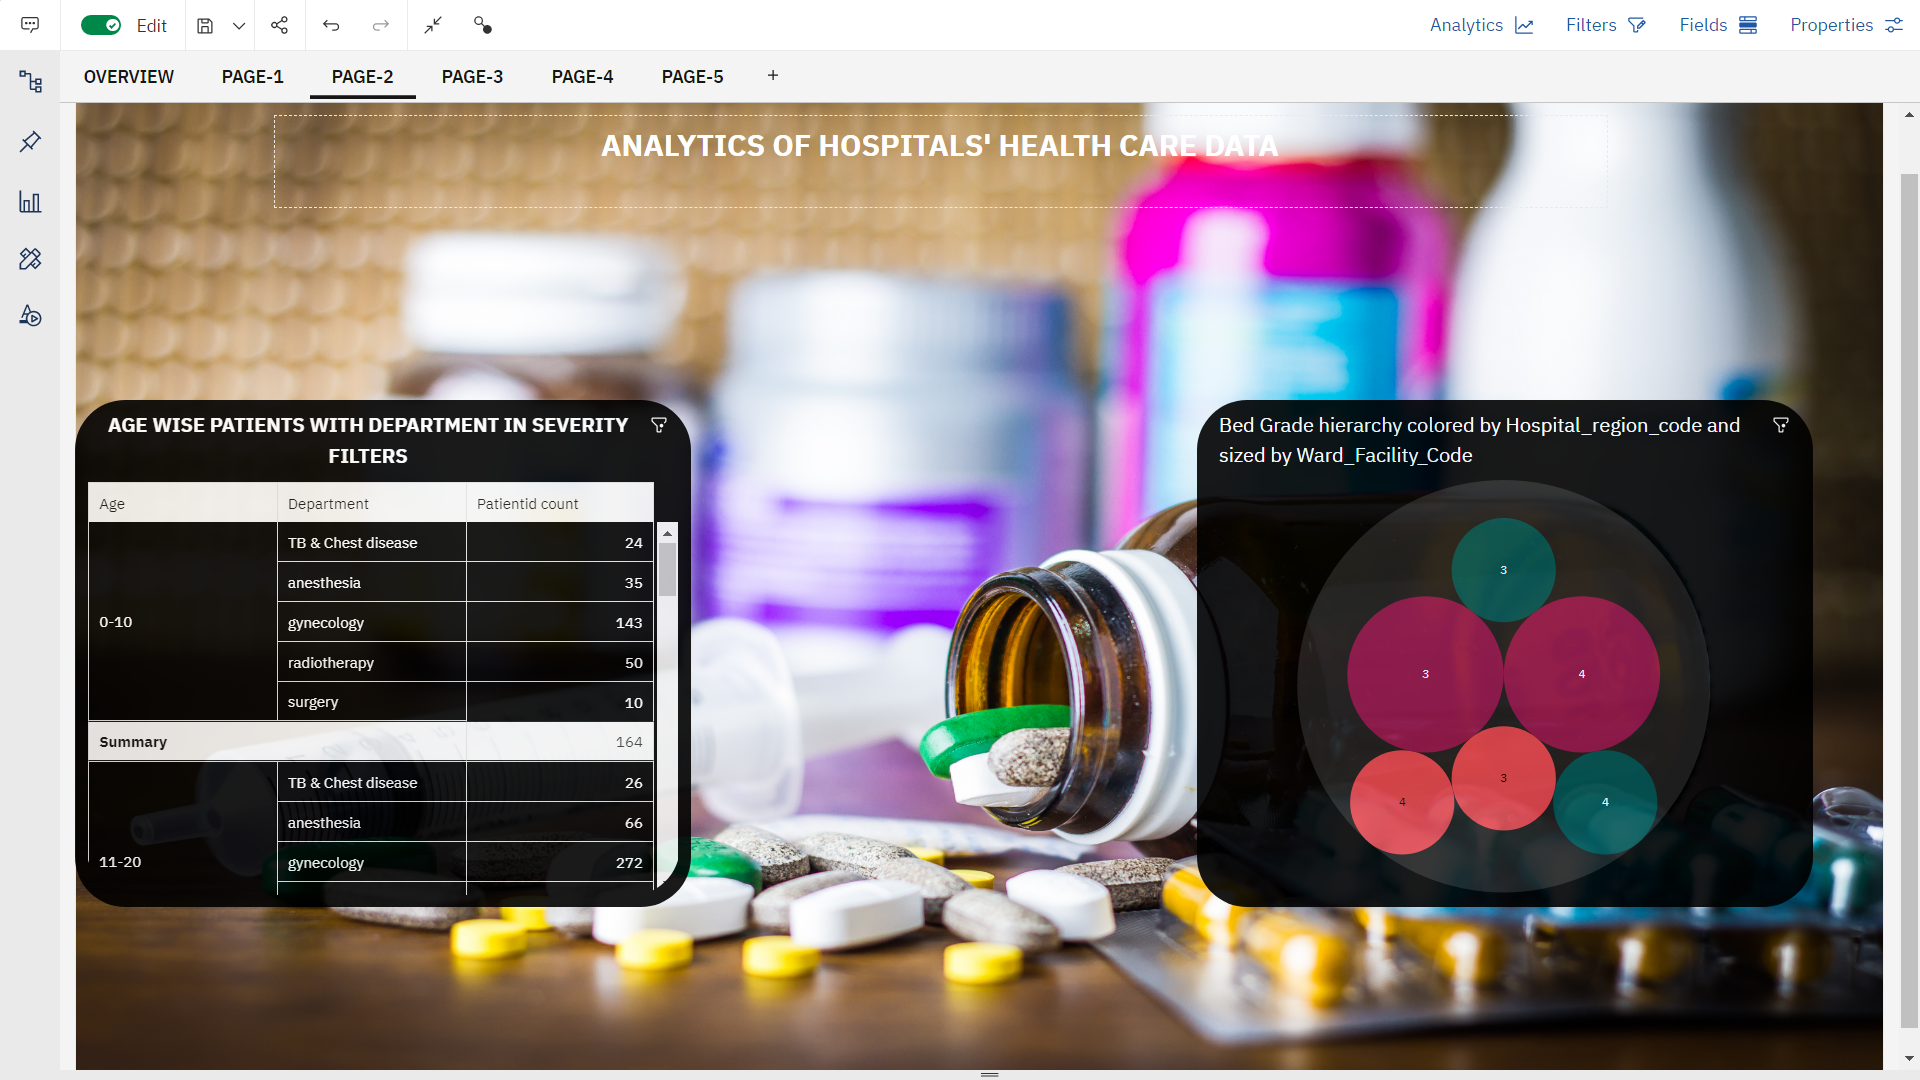 Edit
Analytics
Filters
Fields
Properties
OVERVIEW PAGE-1 PAGE-2 PAGE-3 PAGE-4 PAGE-5 +
ANALYTICS OF HOSPITALS' HEALTH CARE DATA
AGE WISE PATIENTS WITH DEPARTMENT IN SEVERITY
FILTERS
Age Department Patientid count
TB & Chest disease 24
anesthesia 35
0-10 gynecology 143
radiotherapy 50
surgery 10
Summary 164
TB & Chest disease 26
anesthesia 66
11-20 gynecology 272
Bed Grade hierarchy colored by Hospital_region_code and
sized by Ward_Facility_Code
3
3 4
3
4 4